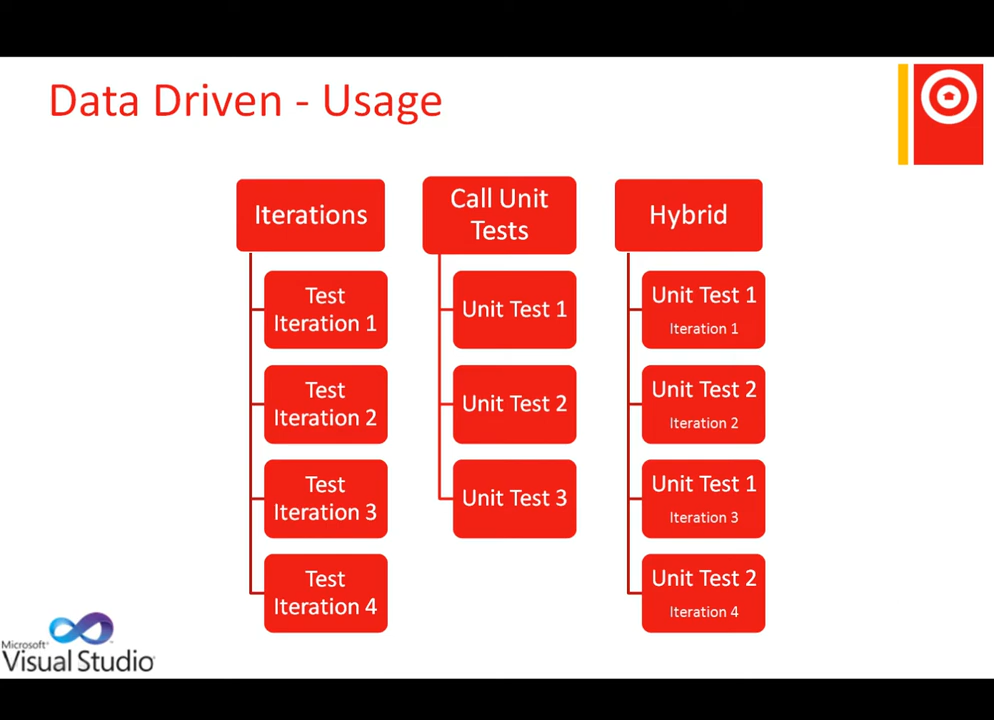 Data Driven - Usage
Iterations
Test
Iteration 1
Test
Iteration 2
Test
Iteration 3
Test
Iteration 4
Call Unit
Tests
Unit Test 1
Unit Test 2
Unit Test 3
Hybrid
Unit Test 1
Iteration 1
Unit Test 2
Iteration 2
Unit Test 1
Iteration 3
Unit Test 2
Iteration 4
Microsoft
Visual Studio